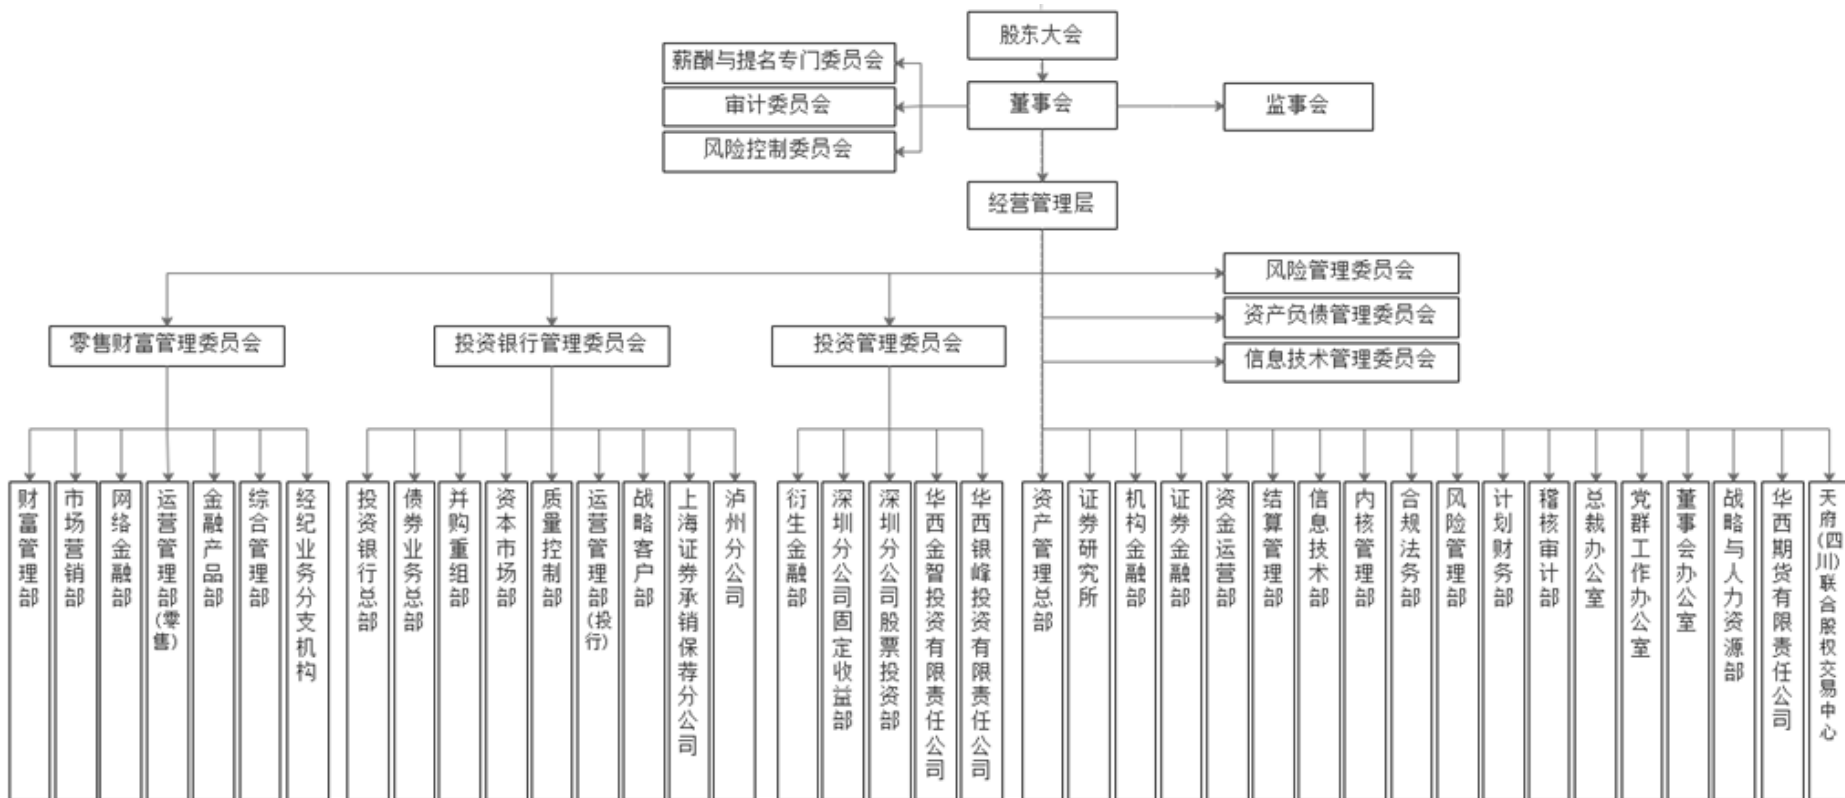 股东大会
薪酬与提名专门委员会
审计委员会
董事会
监事会
风险控制委员会
经营管理层
风险管理委员会
资产负债管理委员会
信息技术管理委员会
零售财富管理委员会
投资银行管理委员会
投资管理委员会
财富管理部
市场营销部
网络金融部
运营管理部(零售)
金融产品部
综合管理部
经纪业务分支机构
投资银行总部
债券业务总部
并购重组部
资本市场部
质量控制部
运营管理部(投行)
战略客户部
上海证券承销保荐分公司
泸州分公司
衍生金融部
深圳分公司固定收益部
深圳分公司股票投资部
华西金智投资有限责任公司
华西银峰投资有限责任公司
资产管理总部
证券研究所
机构金融部
证券金融部
资金运营部
结算管理部
信息技术部
内核管理部
合规法务部
风险管理部
计划财务部
稽核审计部
总裁办公室
党群工作办公室
董事会办公室
战略与人力资源部
华西期货有限责任公司
天府(四川)联合股权交易中心